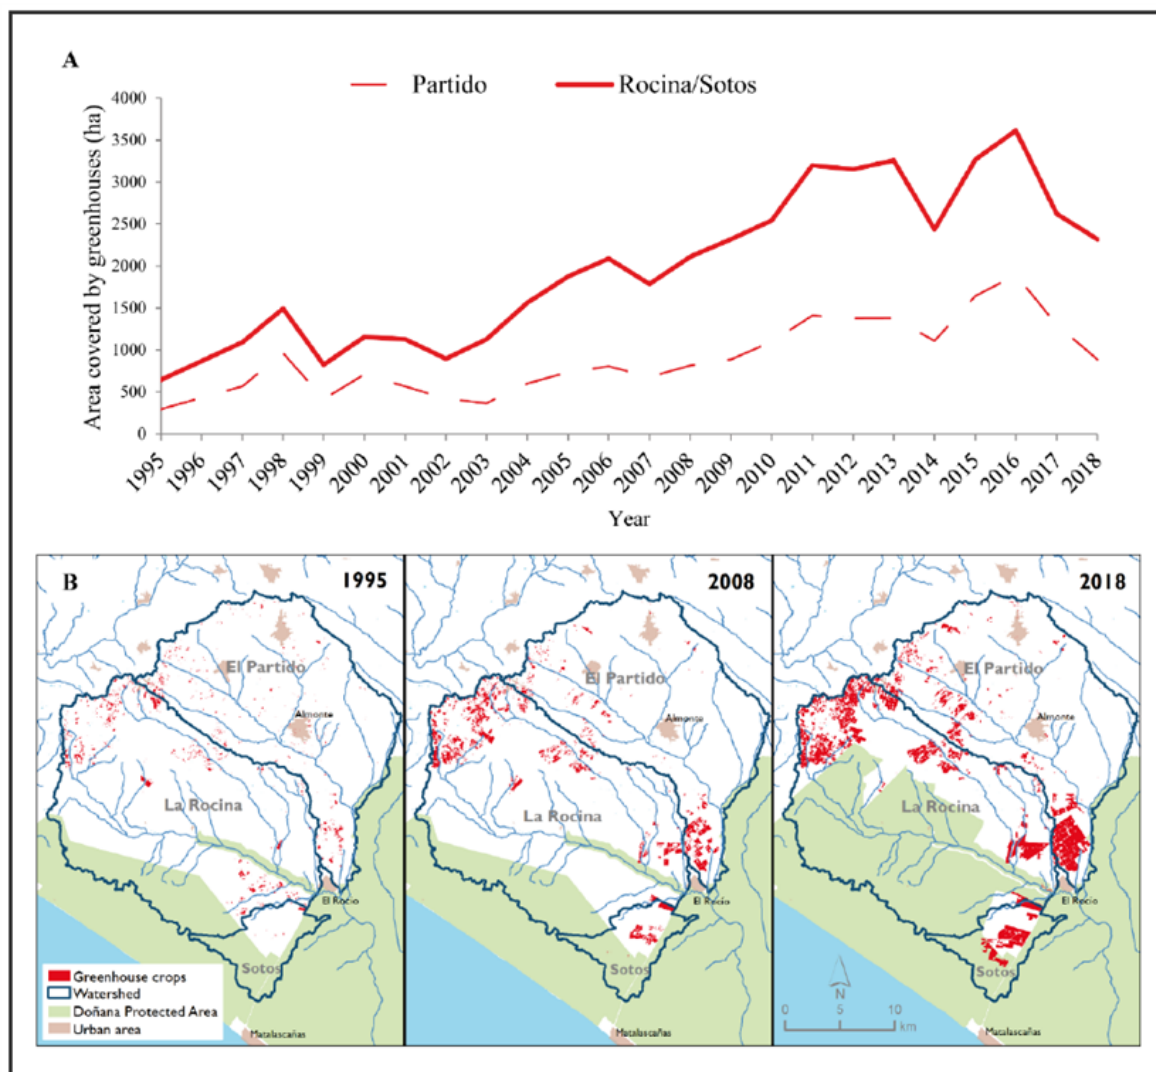 A
Partido
Rocina/Sotos
Area covered by greenhouses (ha)
4000
3500
3000
2500
2000
1500
1000
500
0
1995
1996
1997
1998
1999
2000
2001
2002
2003
2004
2005
2006
2007
2008
2009
2010
2011
2012
2013
2014
2015
2016
2017
2018
Year
B
1995
El Partido
Almonte
La Rocina
El Rocio
Sotos
Matalascañas
Greenhouse crops
Watershed
Doñana Protected Area
Urban area
2008
El Partido
Almonte
La Rocina
El Rocio
Sotos
Matalascañas
2018
El Partido
Almonte
La Rocina
El Rocio
Sotos
N
0 5 10
km
Matalascañas